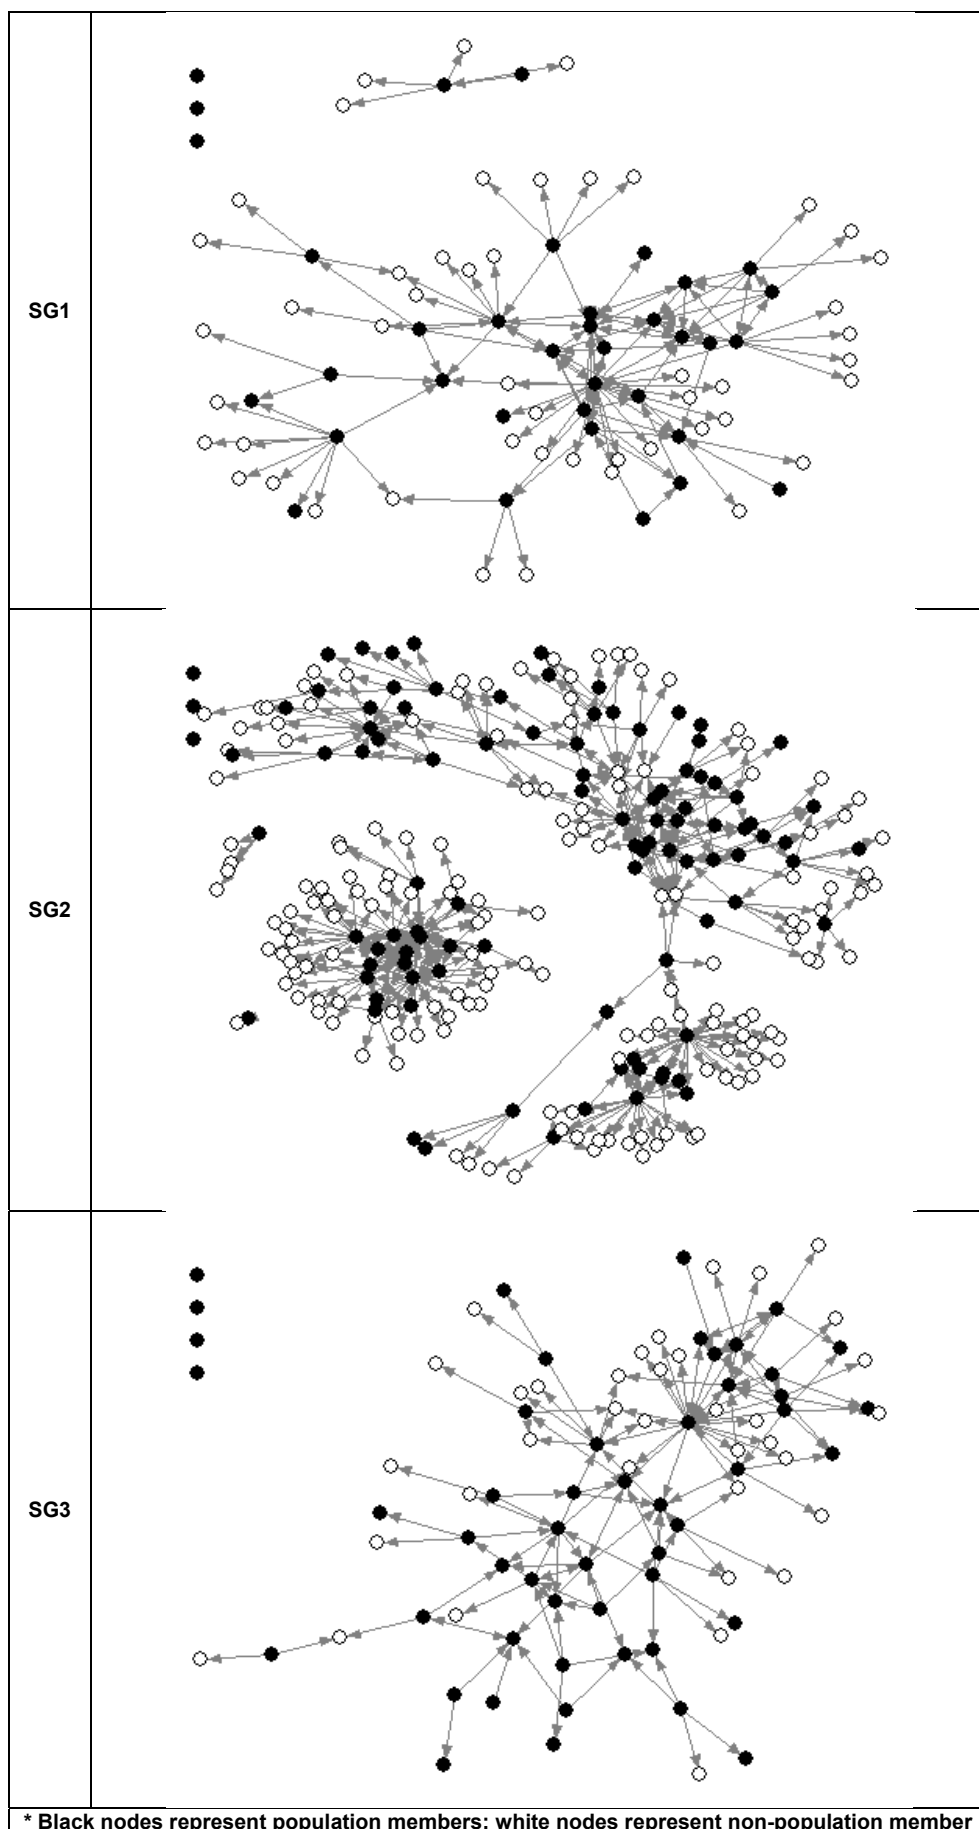 SG1
SG2
SG3
* Black nodes represent population members; white nodes represent non-population member